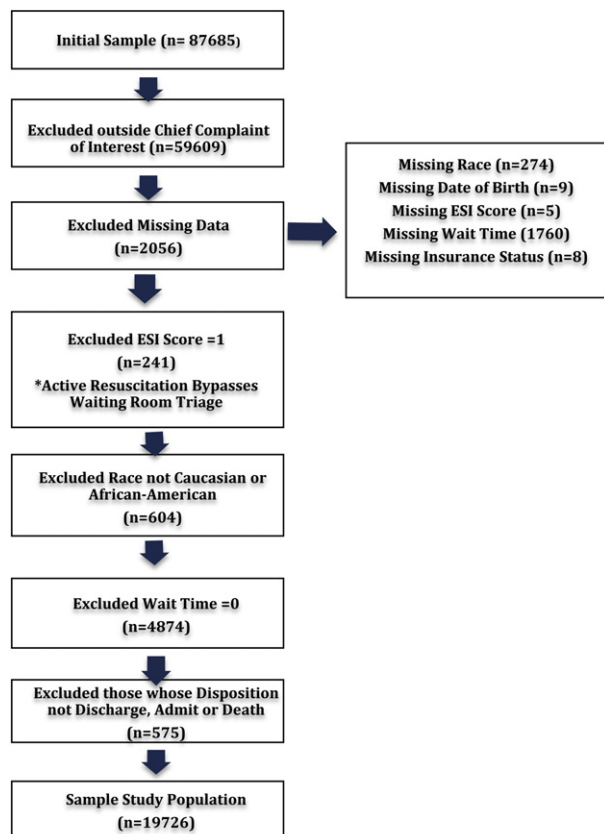 Initial Sample (n= 87685)
Excluded outside Chief Complaint
of Interest (n=59609)
Excluded Missing Data
(n=2056)
Missing Race (n=274)
Missing Date of Birth (n=9)
Missing ESI Score (n=5)
Missing Wait Time (1760)
Missing Insurance Status (n=8)
Excluded ESI Score =1
(n=241)
*Active Resuscitation Bypasses
Waiting Room Triage
Excluded Race not Caucasian or
African-American
(n=604)
Excluded Wait Time =0
(n=4874)
Excluded those whose Disposition
not Discharge, Admit or Death
(n=575)
Sample Study Population
(n=19726)